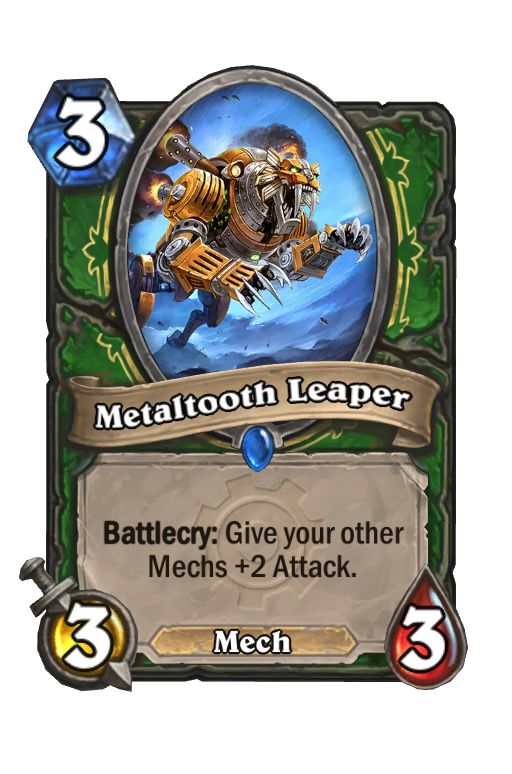 3
Metaltooth Leaper
Battlecry: Give your other
Mechs +2 Attack.
3
Mech
3